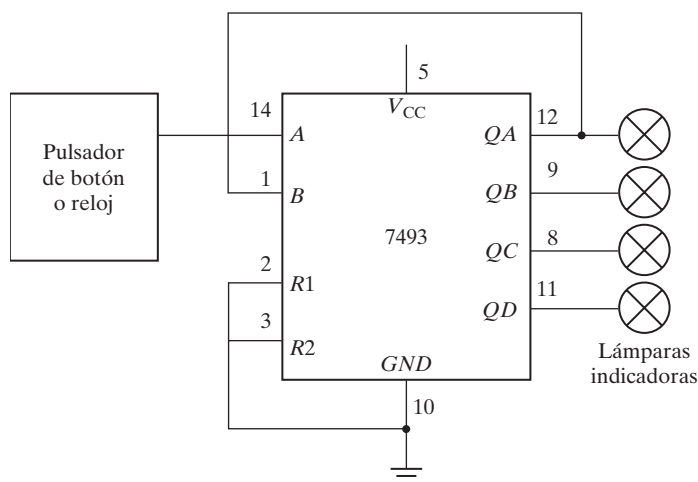 5
14
V_CC
12
A
QA
Pulsador
de botón
o reloj
1
9
B
QB
7493
8
QC
2
R1
11
QD
3
R2
GND
Lámparas
indicadoras
10